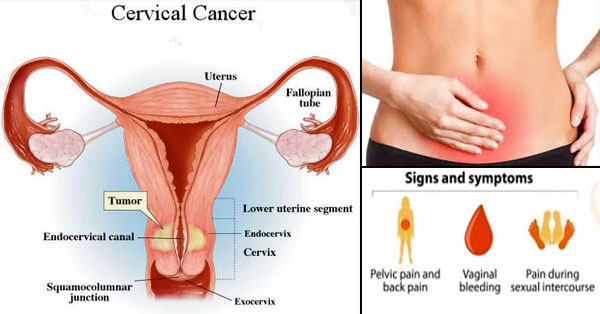 Cervical Cancer
Uterus
Fallopian
tube
Tumor
Lower uterine segment
Endocervical canal
Endocervix
Cervix
Squamocolumnar
junction
Exocervix
Signs and symptoms
Pelvic pain and
back pain
Vaginal
bleeding
Pain during
sexual intercourse